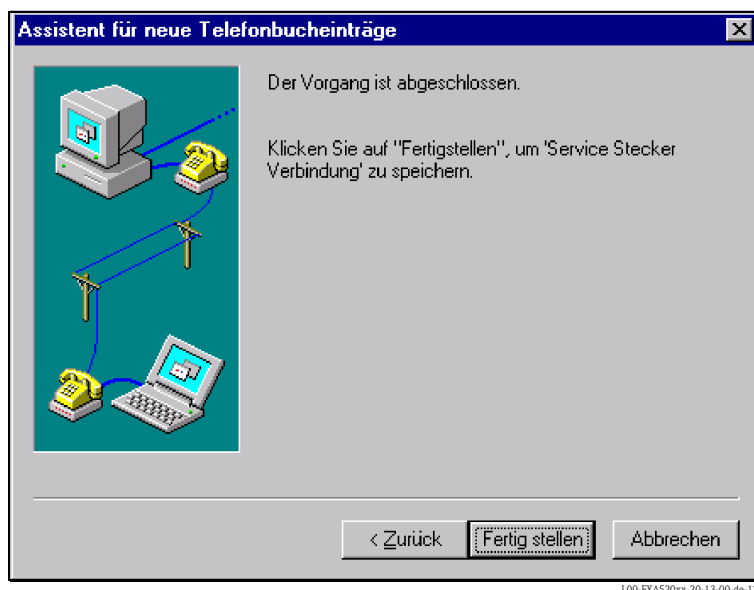 Assistent für neue Telefonbucheinträge
Der Vorgang ist abgeschlossen.
Klicken Sie auf "Fertigstellen", um 'Service Stecker
Verbindung' zu speichern.
< Zurück
Fertig stellen
Abbrechen